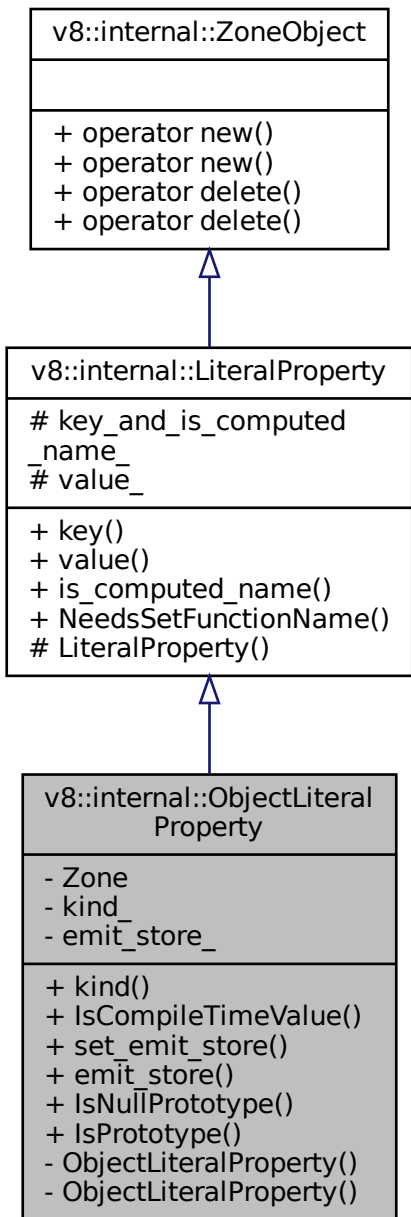 v8::internal::ZoneObject
+ operator new()
+ operator new()
+ operator delete()
+ operator delete()
v8::internal::LiteralProperty
# key_and_is_computed
_name_
# value_
+ key()
+ value()
+ is_computed_name()
+ NeedsSetFunctionName()
# LiteralProperty()
v8::internal::ObjectLiteral
Property
- Zone
- kind_
- emit_store_
+ kind()
+ IsCompileTimeValue()
+ set_emit_store()
+ emit_store()
+ IsNullPrototype()
+ IsPrototype()
- ObjectLiteralProperty()
- ObjectLiteralProperty()